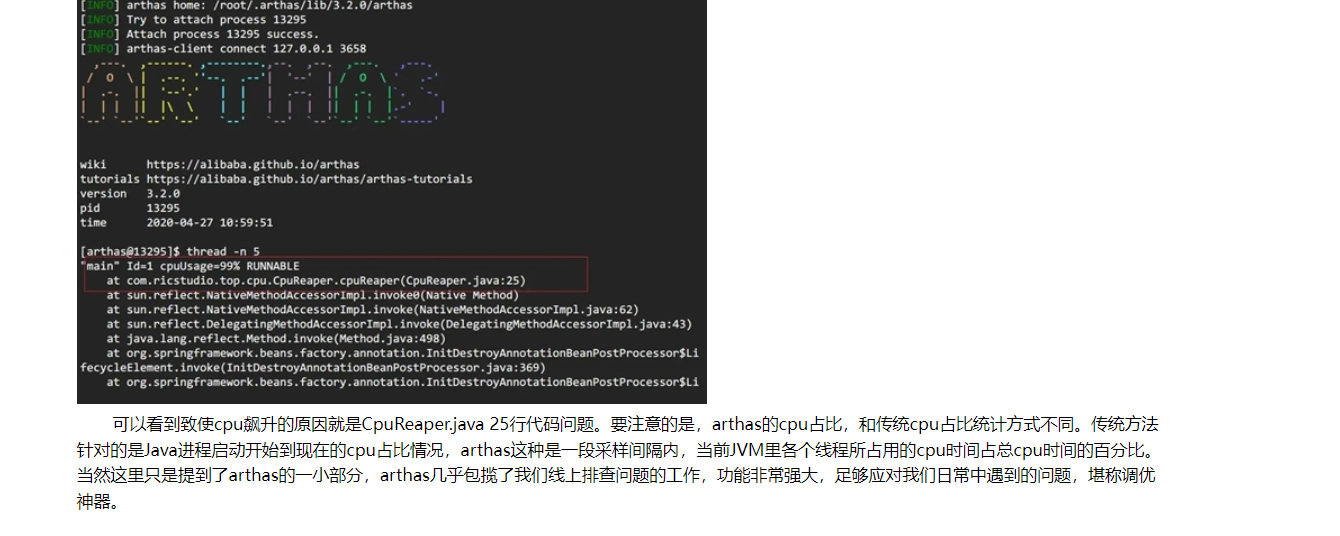 [INFO] arthas home: /root/.arthas/lib/3.2.0/arthas
[INFO] Try to attach process 13295
[INFO] Attach process 13295 success.
[INFO] arthas-client connect 127.0.0.1 3658
ARTHAS
wiki      https://alibaba.github.io/arthas
tutorials https://alibaba.github.io/arthas/arthas-tutorials
version   3.2.0
pid       13295
time      2020-04-27 10:59:51
[arthas@13295]$ thread -n 5
"main" Id=1 cpuUsage=99% RUNNABLE
    at com.ricstudio.top.cpu.CpuReaper.cpuReaper(CpuReaper.java:25)
    at sun.reflect.NativeMethodAccessorImpl.invoke0(Native Method)
    at sun.reflect.NativeMethodAccessorImpl.invoke(NativeMethodAccessorImpl.java:62)
    at sun.reflect.DelegatingMethodAccessorImpl.invoke(DelegatingMethodAccessorImpl.java:43)
    at java.lang.reflect.Method.invoke(Method.java:498)
    at org.springframework.beans.factory.annotation.InitDestroyAnnotationBeanPostProcessor$Li
fecycleElement.invoke(InitDestroyAnnotationBeanPostProcessor.java:369)
    at org.springframework.beans.factory.annotation.InitDestroyAnnotationBeanPostProcessor$Li
可以看到致使cpu飙升的原因就是CpuReaper.java 25行代码问题。要注意的是，arthas的cpu占比，和传统cpu占比统计方式不同。传统方法
针对的是Java进程启动开始到现在的cpu占比情况，arthas这种是一段采样间隔内，当前JVM里各个线程所占用的cpu时间占总cpu时间的百分比。
当然这里只是提到了arthas的一小部分，arthas几乎包揽了我们线上排查问题的工作，功能非常强大，足够应对我们日常中遇到的问题，堪称调优
神器。